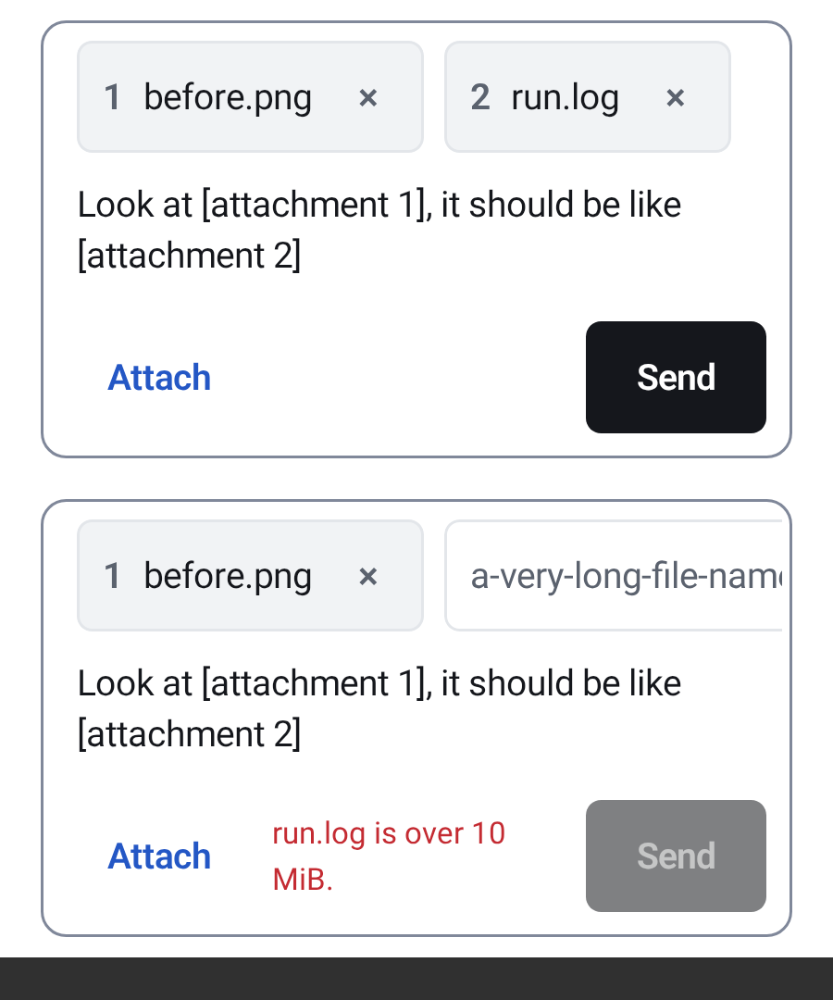 1 before.png ×
2 run.log ×
Look at [attachment 1], it should be like
[attachment 2]
Attach
Send
1 before.png ×
a-very-long-file-name
Look at [attachment 1], it should be like
[attachment 2]
Attach
run.log is over 10
MiB.
Send